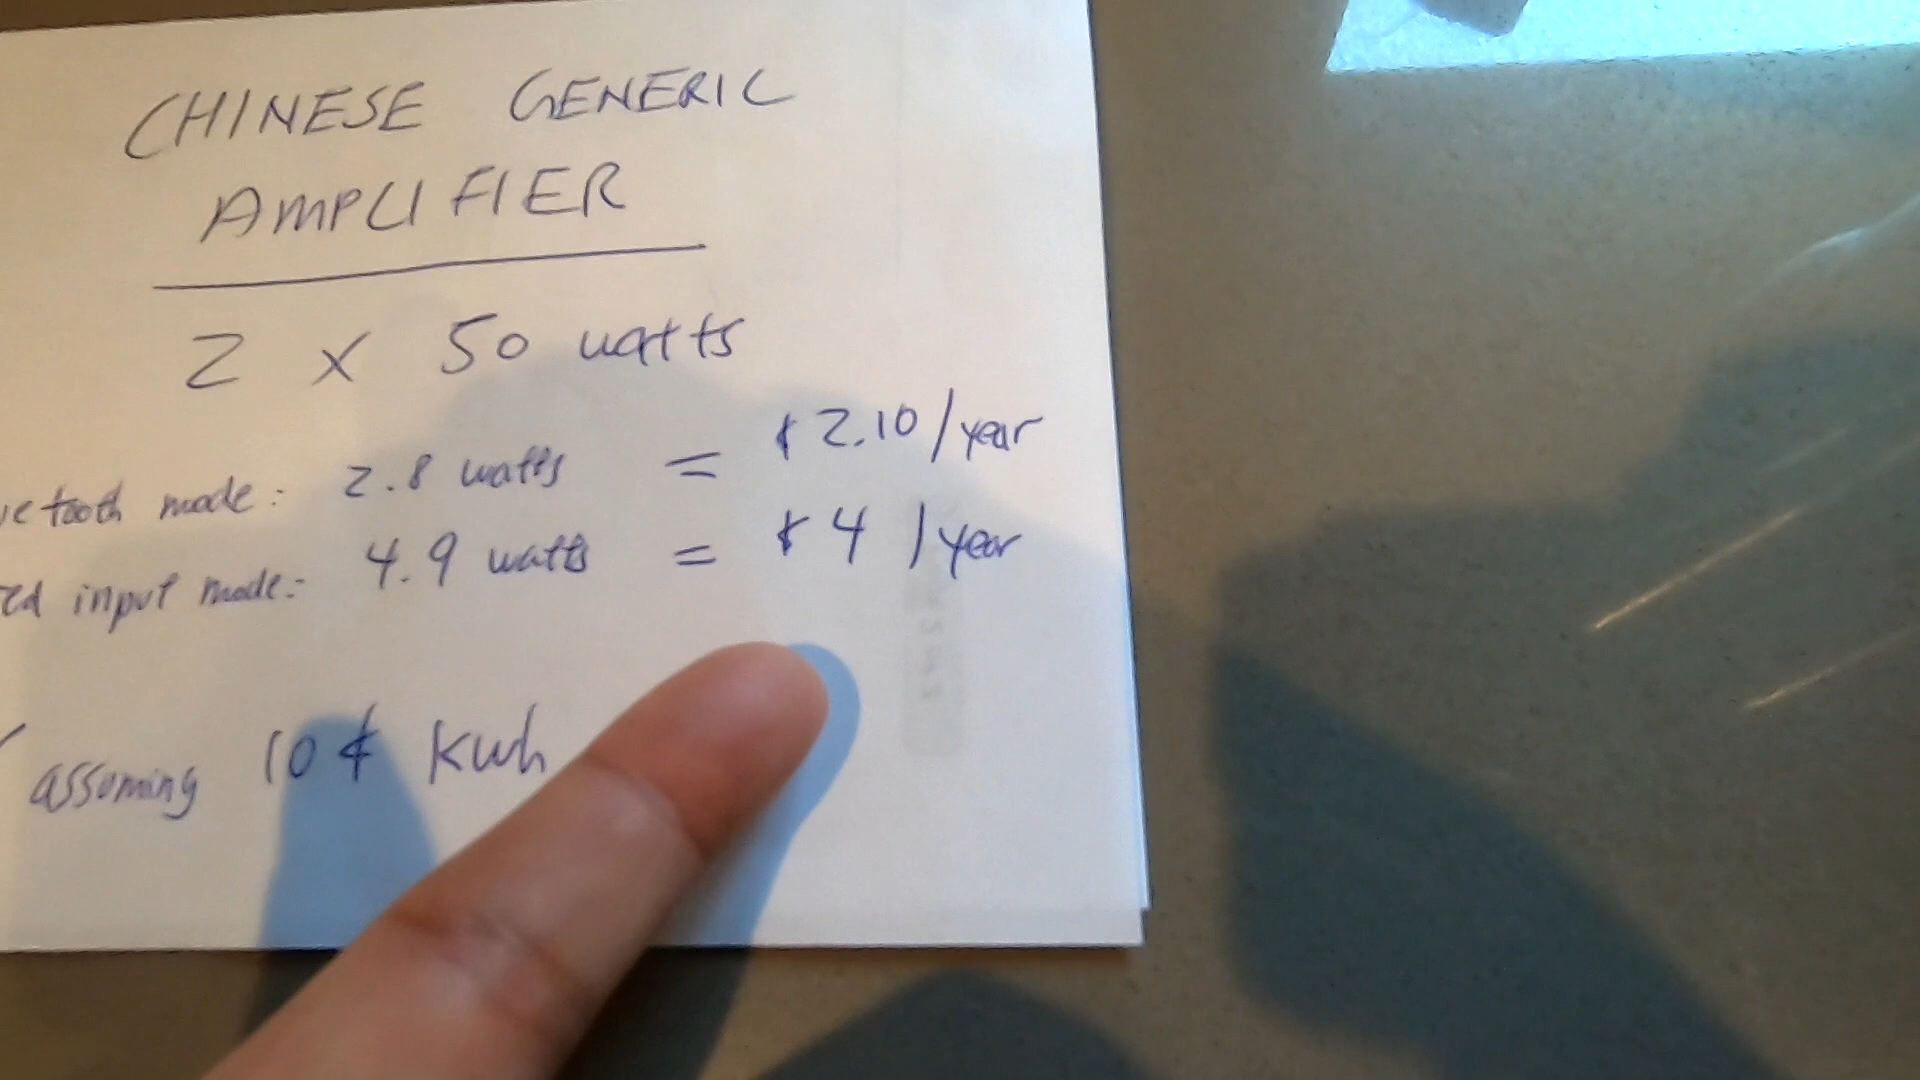 CHINESE GENERIC
AMPLIFIER
2 x 50 watts
mode: 2.8 watts = $2.10/year
input mode: 4.9 watts = $4/year
assuming 10¢ kwh